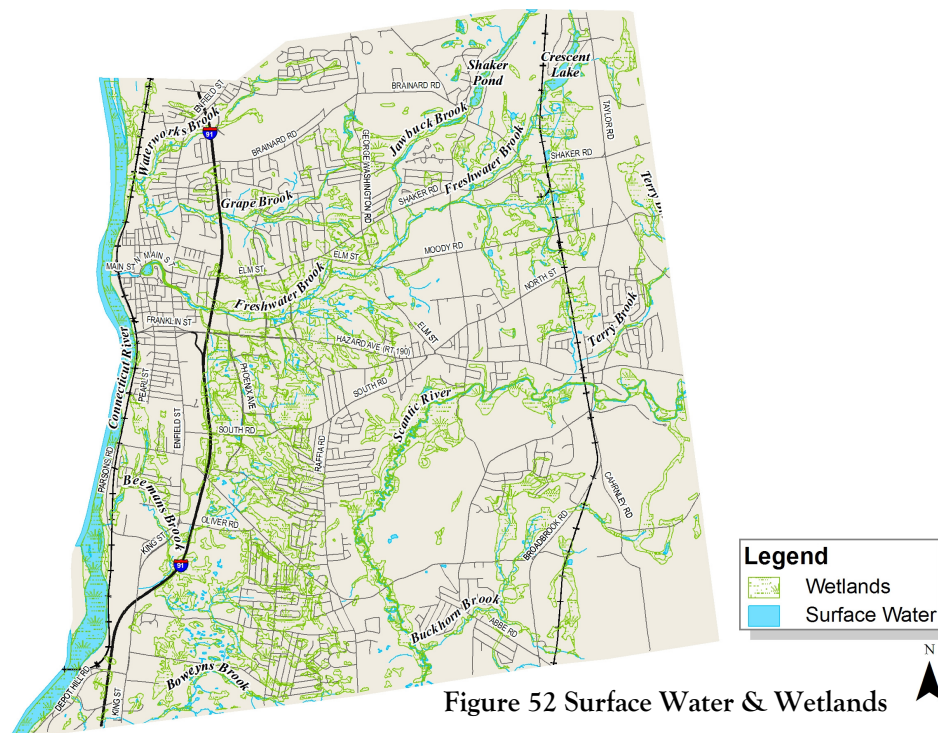 Shaker
Pond
Crescent
Lake
BRAINARD RD
ENFIELD ST
Waterworks Brook
91
BRAINARD RD
GEORGE WASHINGTON RD
Jawbuck Brook
TAYLOR RD
Freshwater Brook
SHAKER RD
SHAKER RD
Grape Brook
Terry
MOODY RD
ELM ST
ELM ST
N MAIN ST
MAIN ST
NORTH ST
Freshwater Brook
FRANKLIN ST
Connecticut River
ELM ST
HAZARD AVE (RT 190)
Terry Brook
PEARL ST
PHOENIX AVE
SOUTH RD
Scantic River
ENFIELD ST
SOUTH RD
RAFFIA RD
PARSONS RD
Beemans Brook
CAHRNLEY RD
OLIVER RD
BROADBROOK RD
KING ST
91
Buckhorn Brook
ABBE RD
Boweyns Brook
DEPOT HILL RD
KING ST
Legend
Wetlands
Surface Water
N
Figure 52 Surface Water & Wetlands